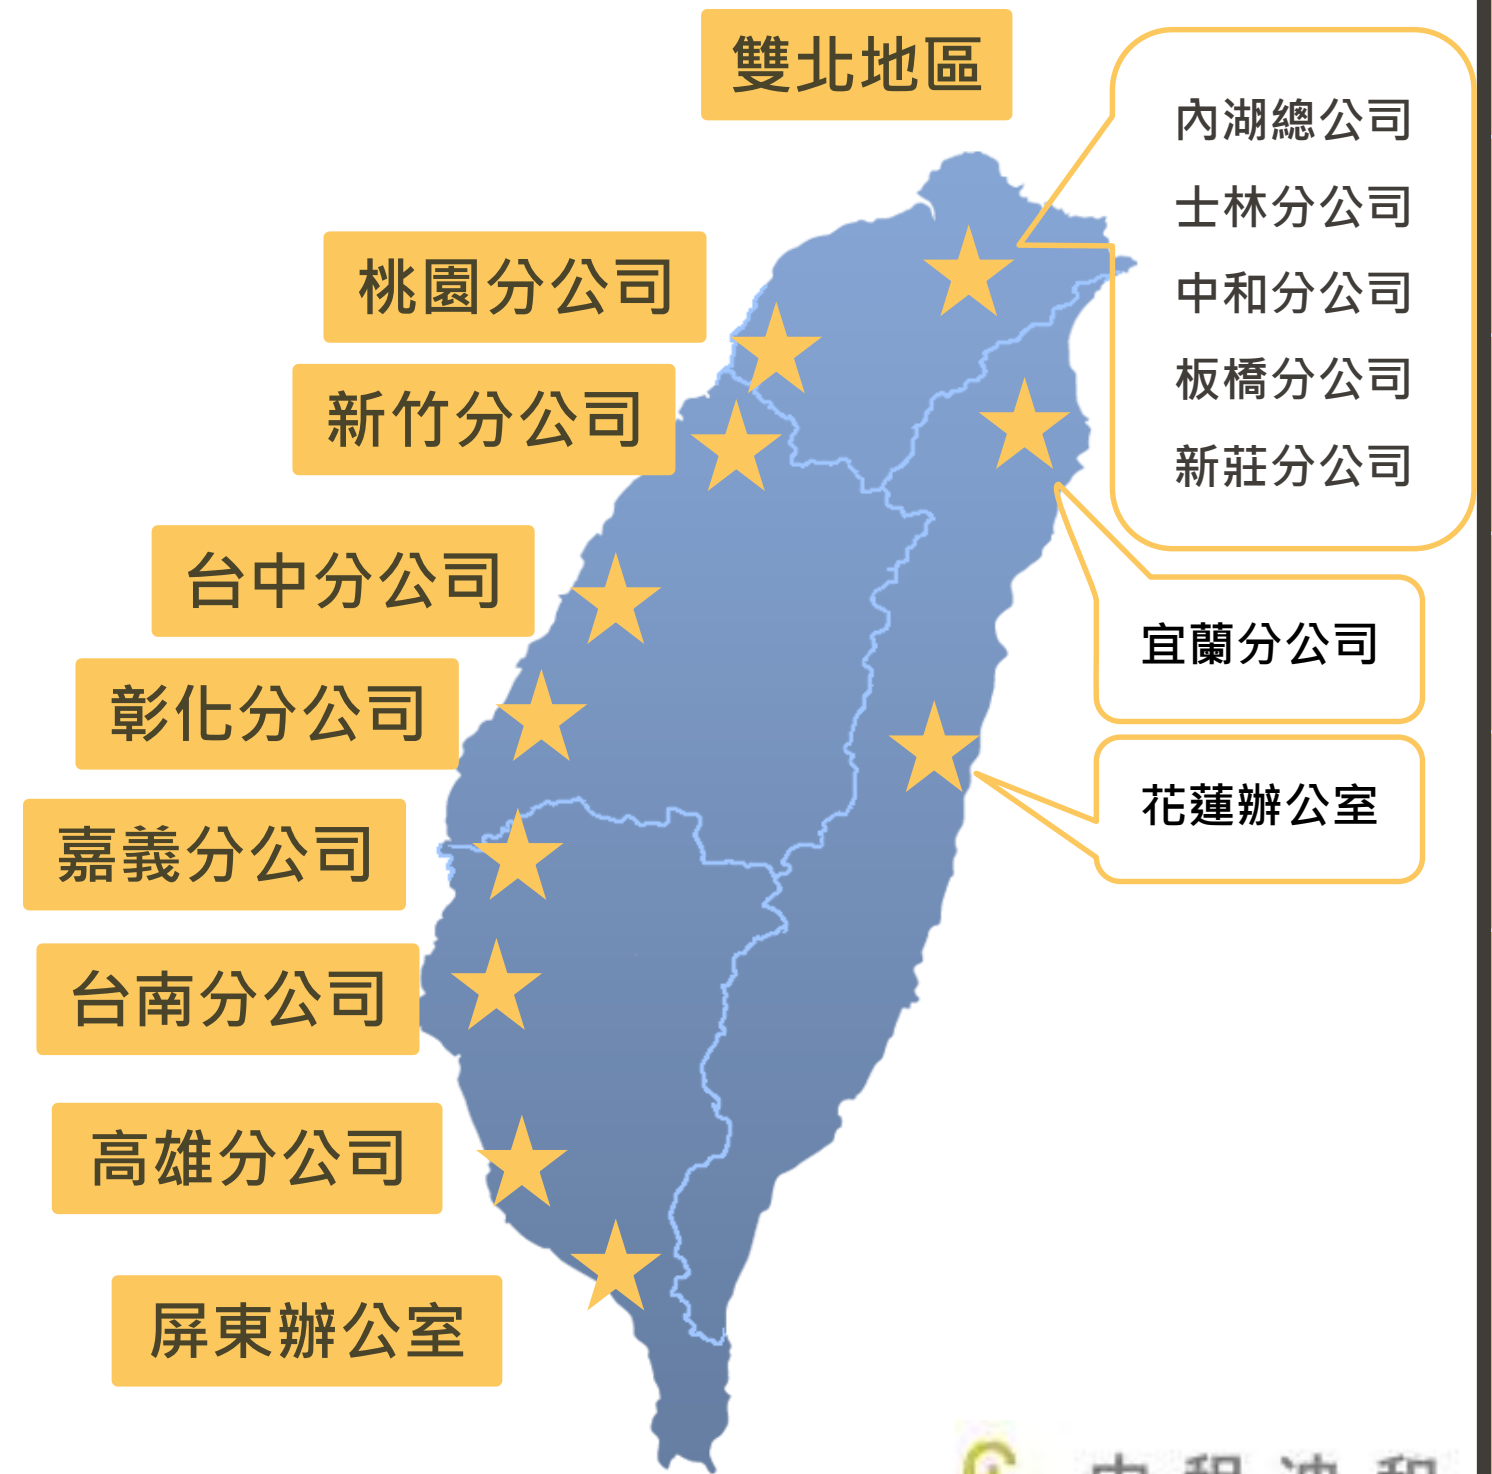 雙北地區
內湖總公司
士林分公司
中和分公司
板橋分公司
新莊分公司
桃園分公司
新竹分公司
台中分公司
宜蘭分公司
彰化分公司
花蓮辦公室
嘉義分公司
台南分公司
高雄分公司
屏東辦公室